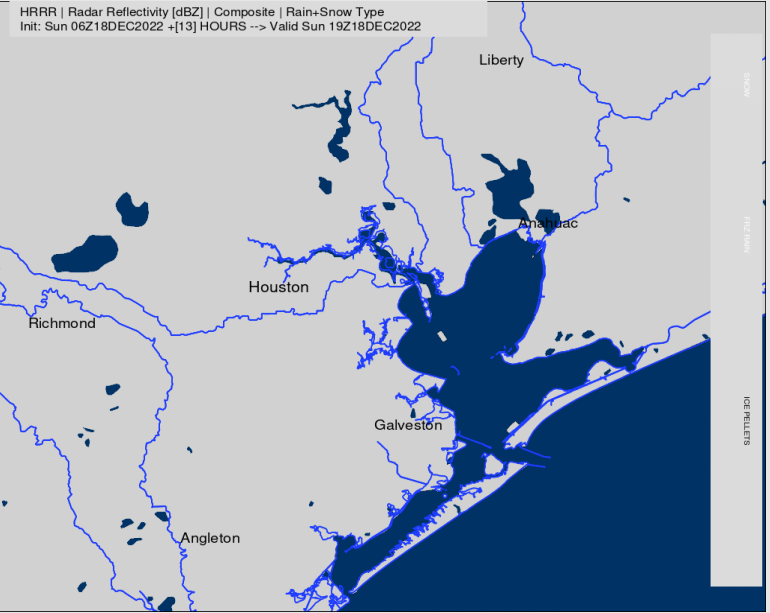 HRRR | Radar Reflectivity [dBZ] | Composite | Rain+Snow Type
Init: Sun 06Z18DEC2022 +[13] HOURS --> Valid Sun 19Z18DEC2022
Liberty
SNOW
Anahuac
FRZ RAIN
Houston
Richmond
ICE PELLETS
Galveston
Angleton